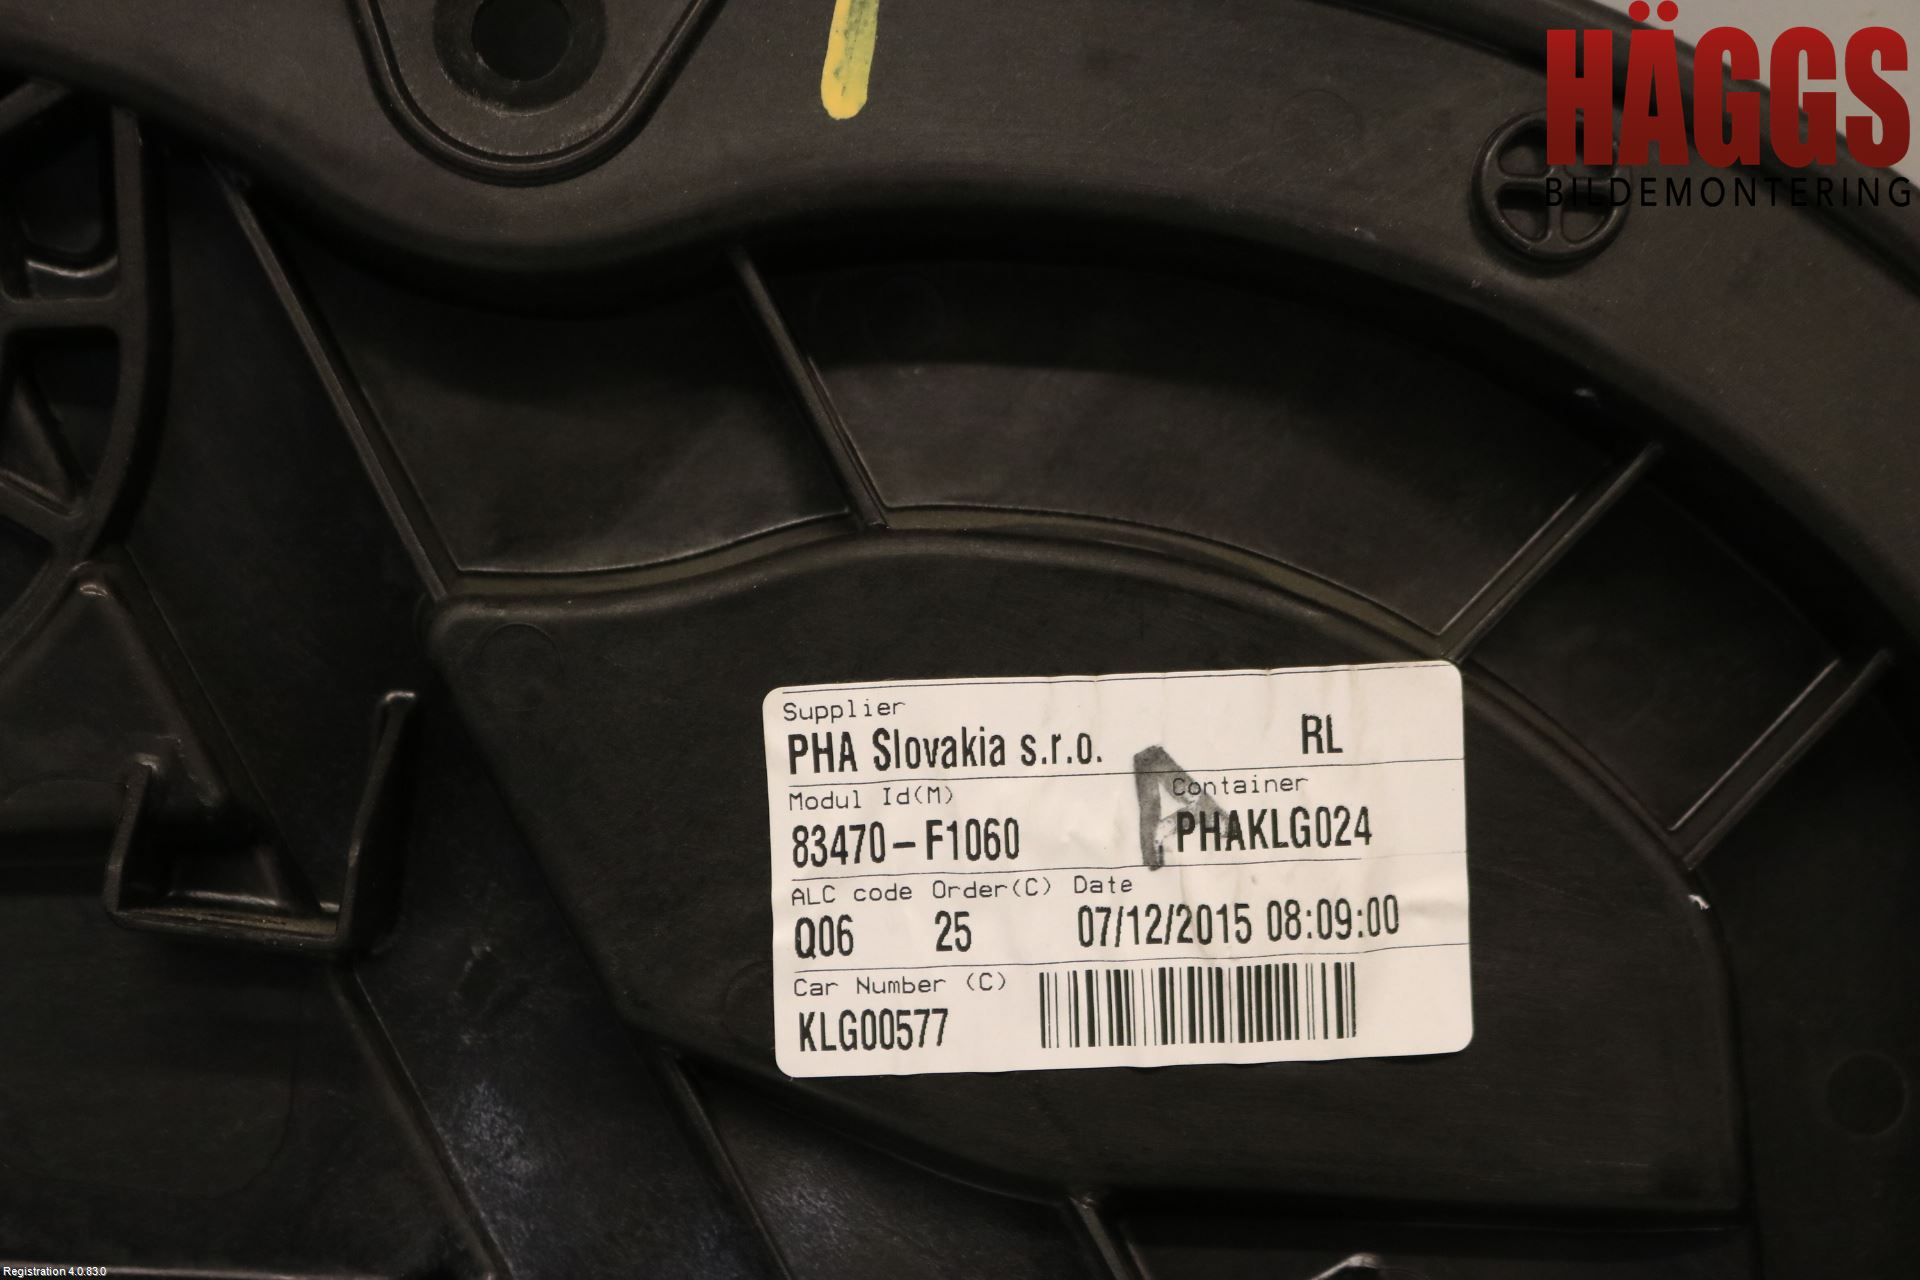 HÄGGS
BILDEMONTERING
Supplier
PHA Slovakia s.r.o. RL
Modul Id(M) Container
83470-F1060 PHAKLG024
A
ALC code Order(C) Date
Q06 25 07/12/2015 08:09:00
Car Number (C)
KLG00577
Registration 4.0.83.0